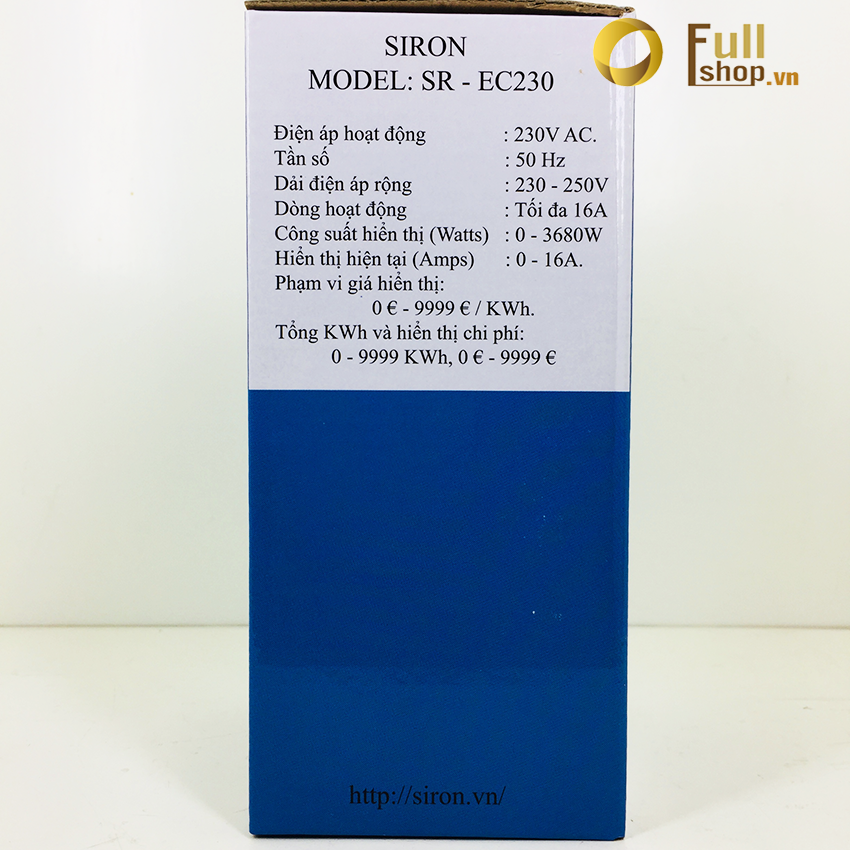 Full
shop.vn
SIRON
MODEL: SR - EC230
Điện áp hoạt động : 230V AC.
Tần số : 50 Hz
Dải điện áp rộng : 230 - 250V
Dòng hoạt động : Tối đa 16A
Công suất hiển thị (Watts) : 0 - 3680W
Hiển thị hiện tại (Amps) : 0 - 16A.
Phạm vi giá hiển thị:
0 € - 9999 € / KWh.
Tổng KWh và hiển thị chi phí:
0 - 9999 KWh, 0 € - 9999 €
http://siron.vn/